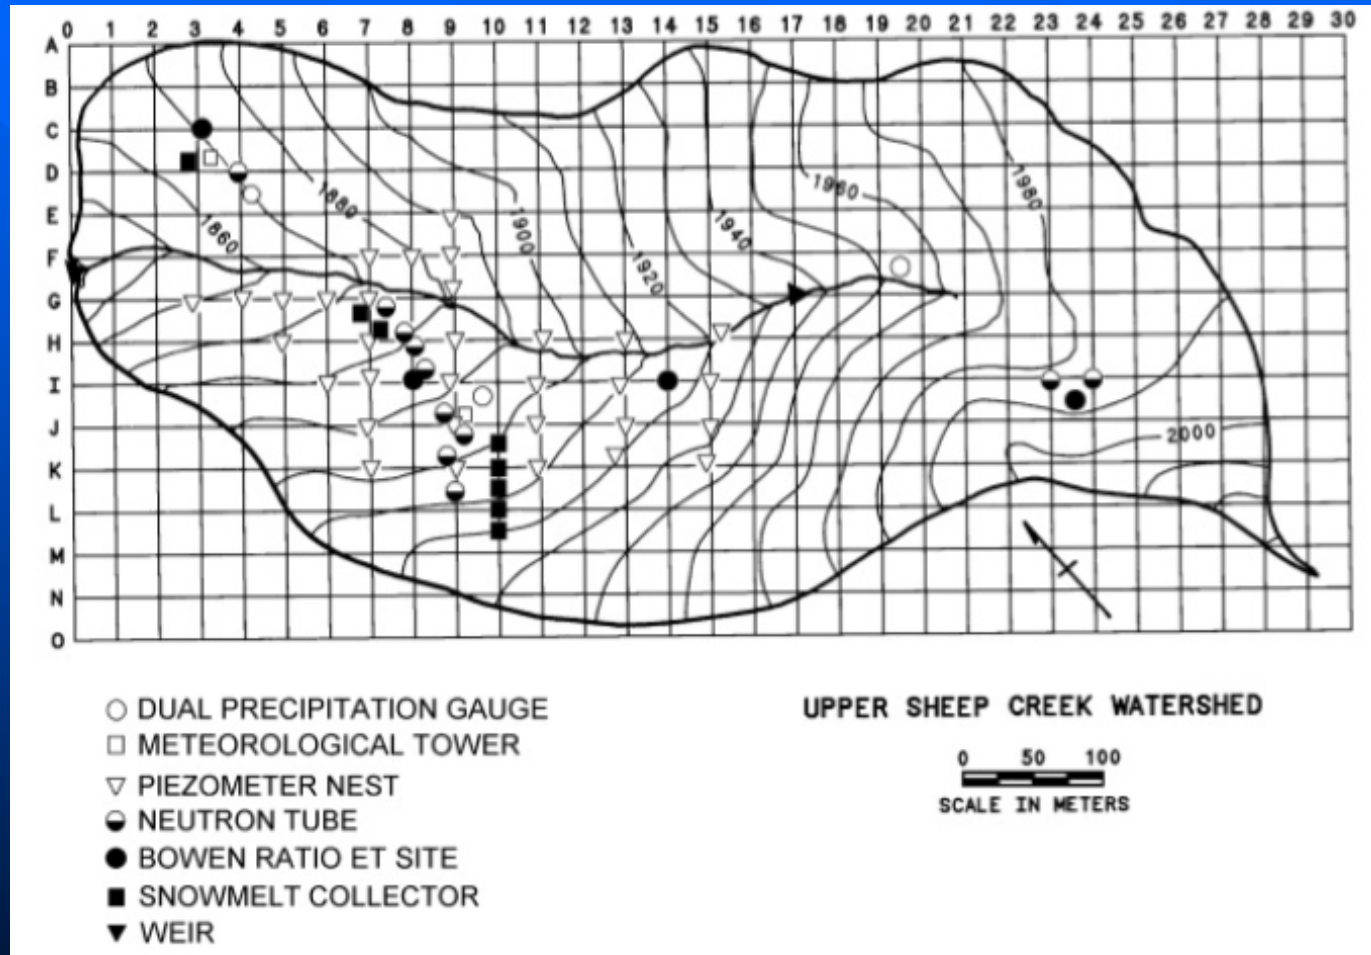 0 1 2 3 4 5 6 7 8 9 10 11 12 13 14 15 16 17 18 19 20 21 22 23 24 25 26 27 28 29 30
A
B
C
D
E
F
G
H
I
J
K
L
M
N
O
1860
1880
1900
1920
1940
1960
1980
2000
DUAL PRECIPITATION GAUGE
METEOROLOGICAL TOWER
PIEZOMETER NEST
NEUTRON TUBE
BOWEN RATIO ET SITE
SNOWMELT COLLECTOR
WEIR
UPPER SHEEP CREEK WATERSHED
0 50 100
SCALE IN METERS